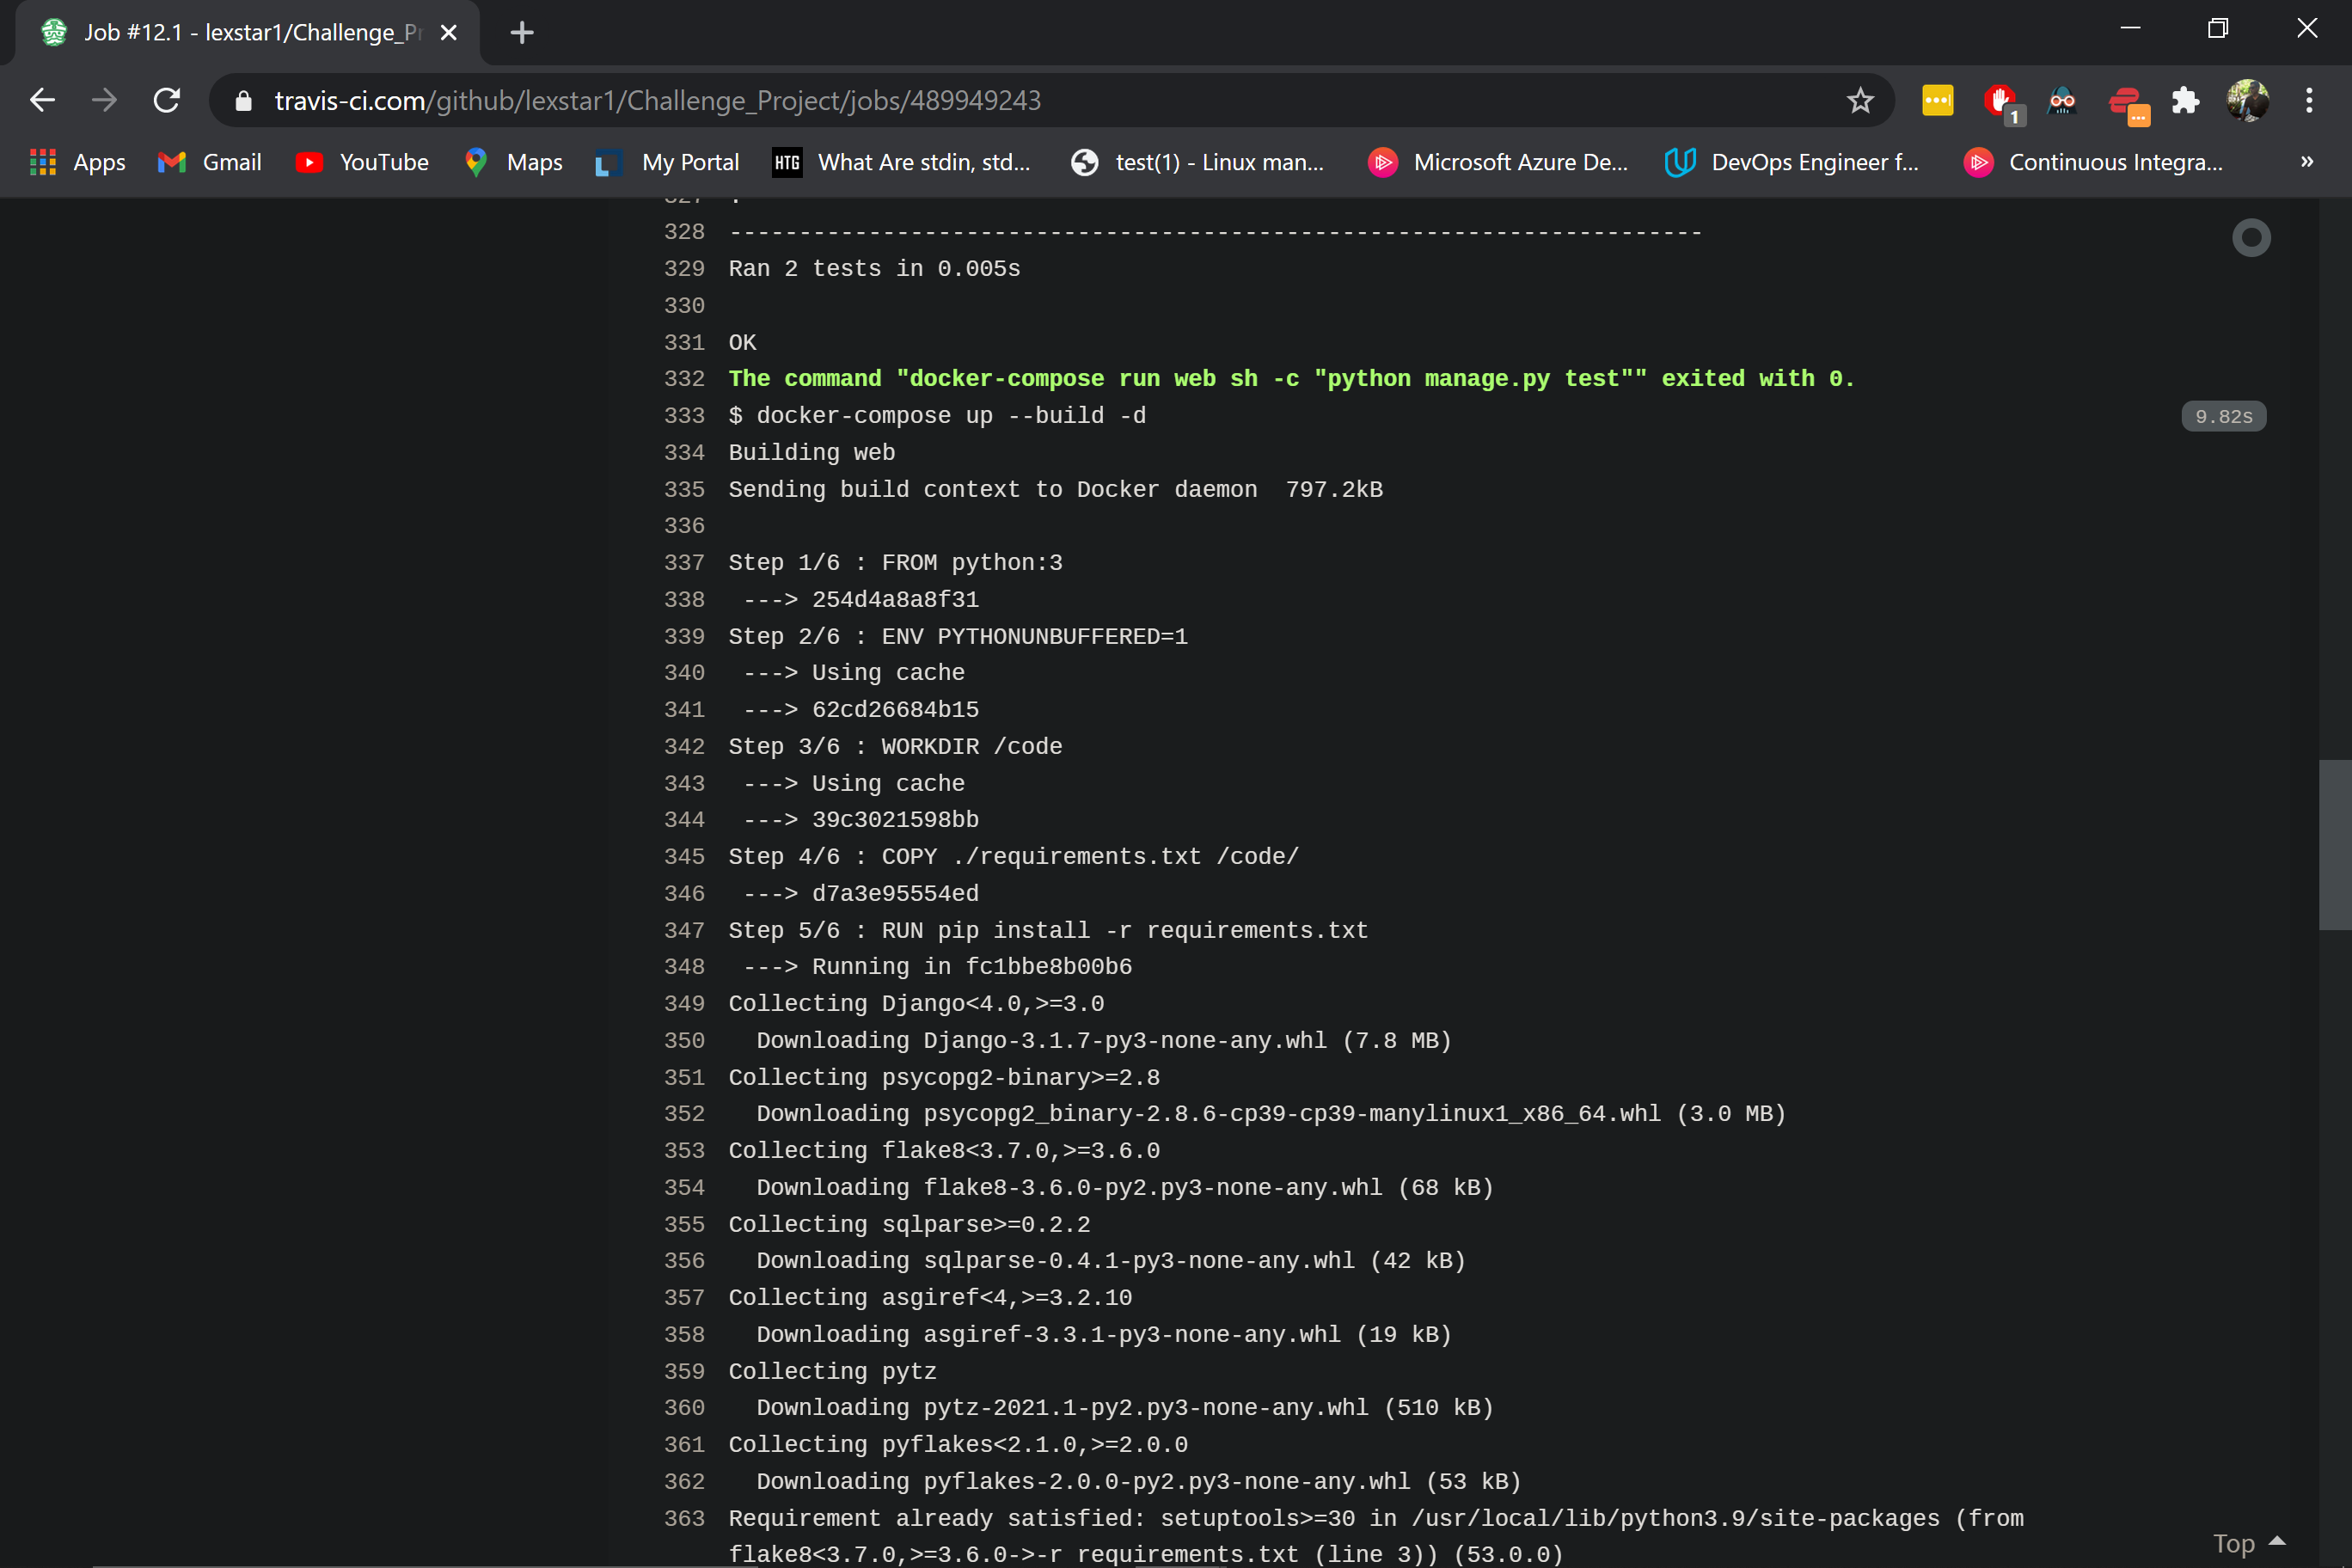 Job #12.1 - lexstar1/Challenge_Pr
travis-ci.com/github/lexstar1/Challenge_Project/jobs/489949243
1
Apps Gmail YouTube Maps My Portal HTG What Are stdin, std... test(1) - Linux man... Microsoft Azure De... DevOps Engineer f... Continuous Integra... »
327 .
328 ----------------------------------------------------------------------
329 Ran 2 tests in 0.005s
330
331 OK
332 The command "docker-compose run web sh -c "python manage.py test"" exited with 0.
333 $ docker-compose up --build -d 9.82s
334 Building web
335 Sending build context to Docker daemon  797.2kB
336
337 Step 1/6 : FROM python:3
338  ---> 254d4a8a8f31
339 Step 2/6 : ENV PYTHONUNBUFFERED=1
340  ---> Using cache
341  ---> 62cd26684b15
342 Step 3/6 : WORKDIR /code
343  ---> Using cache
344  ---> 39c3021598bb
345 Step 4/6 : COPY ./requirements.txt /code/
346  ---> d7a3e95554ed
347 Step 5/6 : RUN pip install -r requirements.txt
348  ---> Running in fc1bbe8b00b6
349 Collecting Django<4.0,>=3.0
350   Downloading Django-3.1.7-py3-none-any.whl (7.8 MB)
351 Collecting psycopg2-binary>=2.8
352   Downloading psycopg2_binary-2.8.6-cp39-cp39-manylinux1_x86_64.whl (3.0 MB)
353 Collecting flake8<3.7.0,>=3.6.0
354   Downloading flake8-3.6.0-py2.py3-none-any.whl (68 kB)
355 Collecting sqlparse>=0.2.2
356   Downloading sqlparse-0.4.1-py3-none-any.whl (42 kB)
357 Collecting asgiref<4,>=3.2.10
358   Downloading asgiref-3.3.1-py3-none-any.whl (19 kB)
359 Collecting pytz
360   Downloading pytz-2021.1-py2.py3-none-any.whl (510 kB)
361 Collecting pyflakes<2.1.0,>=2.0.0
362   Downloading pyflakes-2.0.0-py2.py3-none-any.whl (53 kB)
363 Requirement already satisfied: setuptools>=30 in /usr/local/lib/python3.9/site-packages (from
flake8<3.7.0,>=3.6.0->-r requirements.txt (line 3)) (53.0.0)
Top